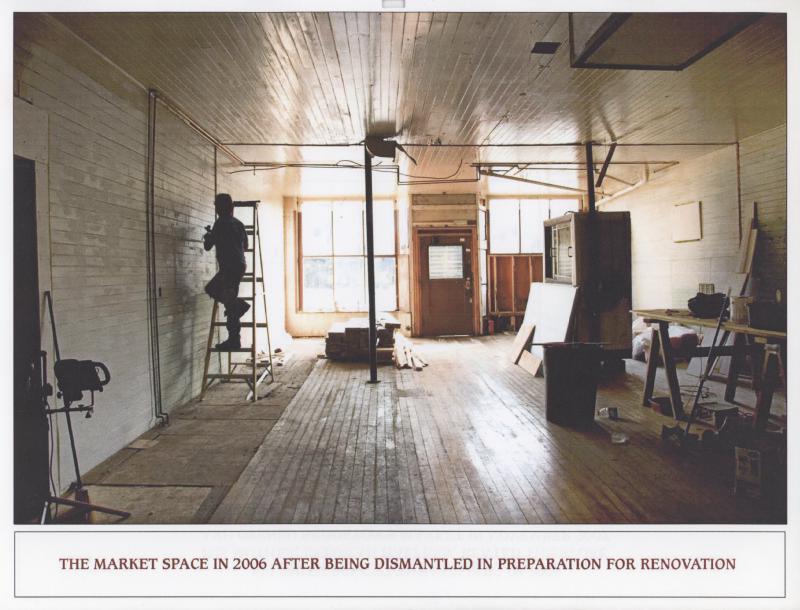 THE MARKET SPACE IN 2006 AFTER BEING DISMANTLED IN PREPARATION FOR RENOVATION